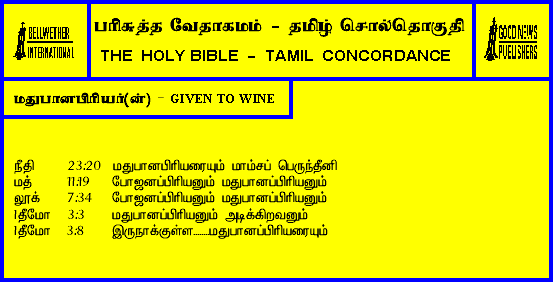 BELLWETHER
INTERNATIONAL
பரிசுத்த வேதாகமம் - தமிழ் சொல்தொகுதி
THE HOLY BIBLE - TAMIL CONCORDANCE
GOOD NEWS
PUBLISHERS
மதுபானபிரியர்(ன்) - GIVEN TO WINE
நீதி 23:20 மதுபானபிரியரையும் மாம்சப் பெருந்தீனி
மத் 11:19 போஜனப்பிரியனும் மதுபானப்பிரியனும்
லூக் 7:34 போஜனப்பிரியனும் மதுபானப்பிரியனும்
1தீமோ 3:3 மதுபானப்பிரியனும் அடிக்கிறவனும்
1தீமோ 3:8 இருநாக்குள்ள.......மதுபானப்பிரியரையும்